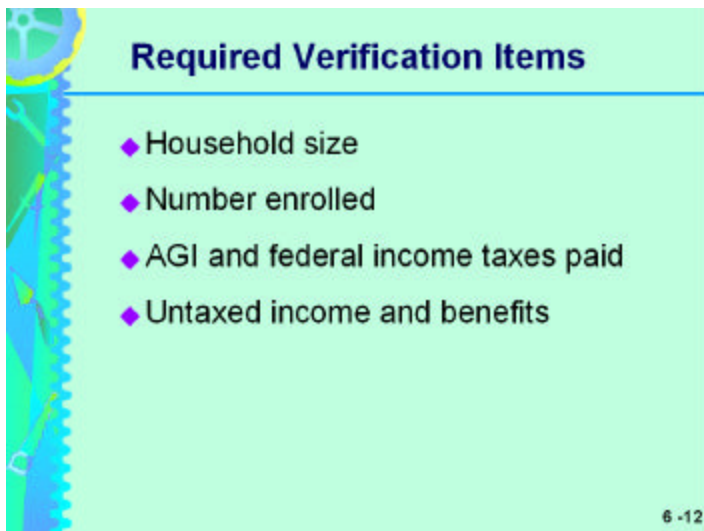 Required Verification Items
Household size
Number enrolled
AGI and federal income taxes paid
Untaxed income and benefits
6 -12